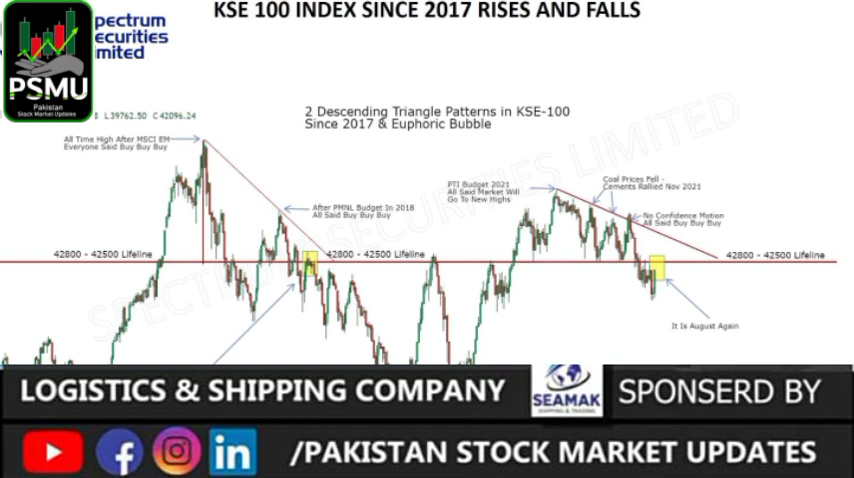 KSE 100 INDEX SINCE 2017 RISES AND FALLS
pectrum
ecurities
imited
PSMU
Pakistan
Stock Market Updates
L39762.50 C42096.24
2 Descending Triangle Patterns in KSE-100
Since 2017 & Euphoric Bubble
All Time High After MSCI EM
Everyone Said Buy Buy Buy
After PMNL Budget In 2018
All Said Buy Buy Buy
PTI Budget 2021
All Said Market Will
Go To New Highs
Coal Prices Fell -
Cements Rallied Nov 2021
No Confidence Motion
All Said Buy Buy Buy
42800 - 42500 Lifeline
42800 - 42500 Lifeline
42800 - 42500 Lifeline
It Is August Again
SPECTRUM SECURITIES LIMITED
LOGISTICS & SHIPPING COMPANY
SEAMAK
SHIPPING & TRADING
SPONSERD BY
/PAKISTAN STOCK MARKET UPDATES